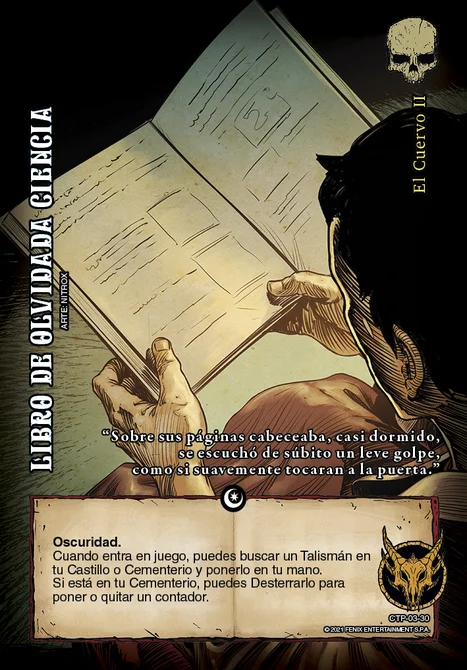 El Cuervo II
LIBRO DE OLVIDADA CIENCIA
ARTE: NITROX
“Sobre sus páginas cabeceaba, casi dormido,
se escuchó de súbito un leve golpe,
como si suavemente tocaran a la puerta.”
Oscuridad.
Cuando entra en juego, puedes buscar un Talismán en
tu Castillo o Cementerio y ponerlo en tu mano.
Si está en tu Cementerio, puedes Desterrarlo para
poner o quitar un contador.
CTP-03-30
© 2021 FENIX ENTERTAINMENT S.P.A.